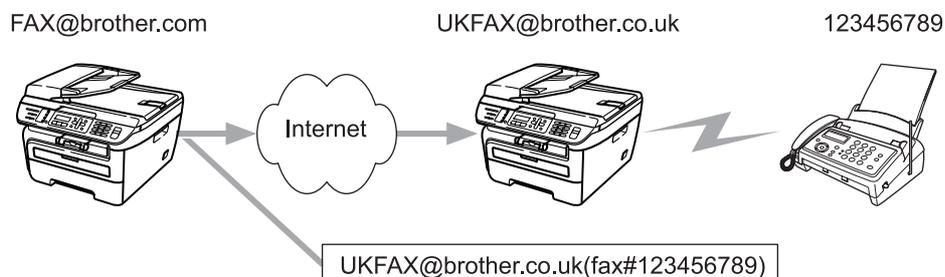 FAX@brother.com
UKFAX@brother.co.uk
123456789
Internet
UKFAX@brother.co.uk(fax#123456789)